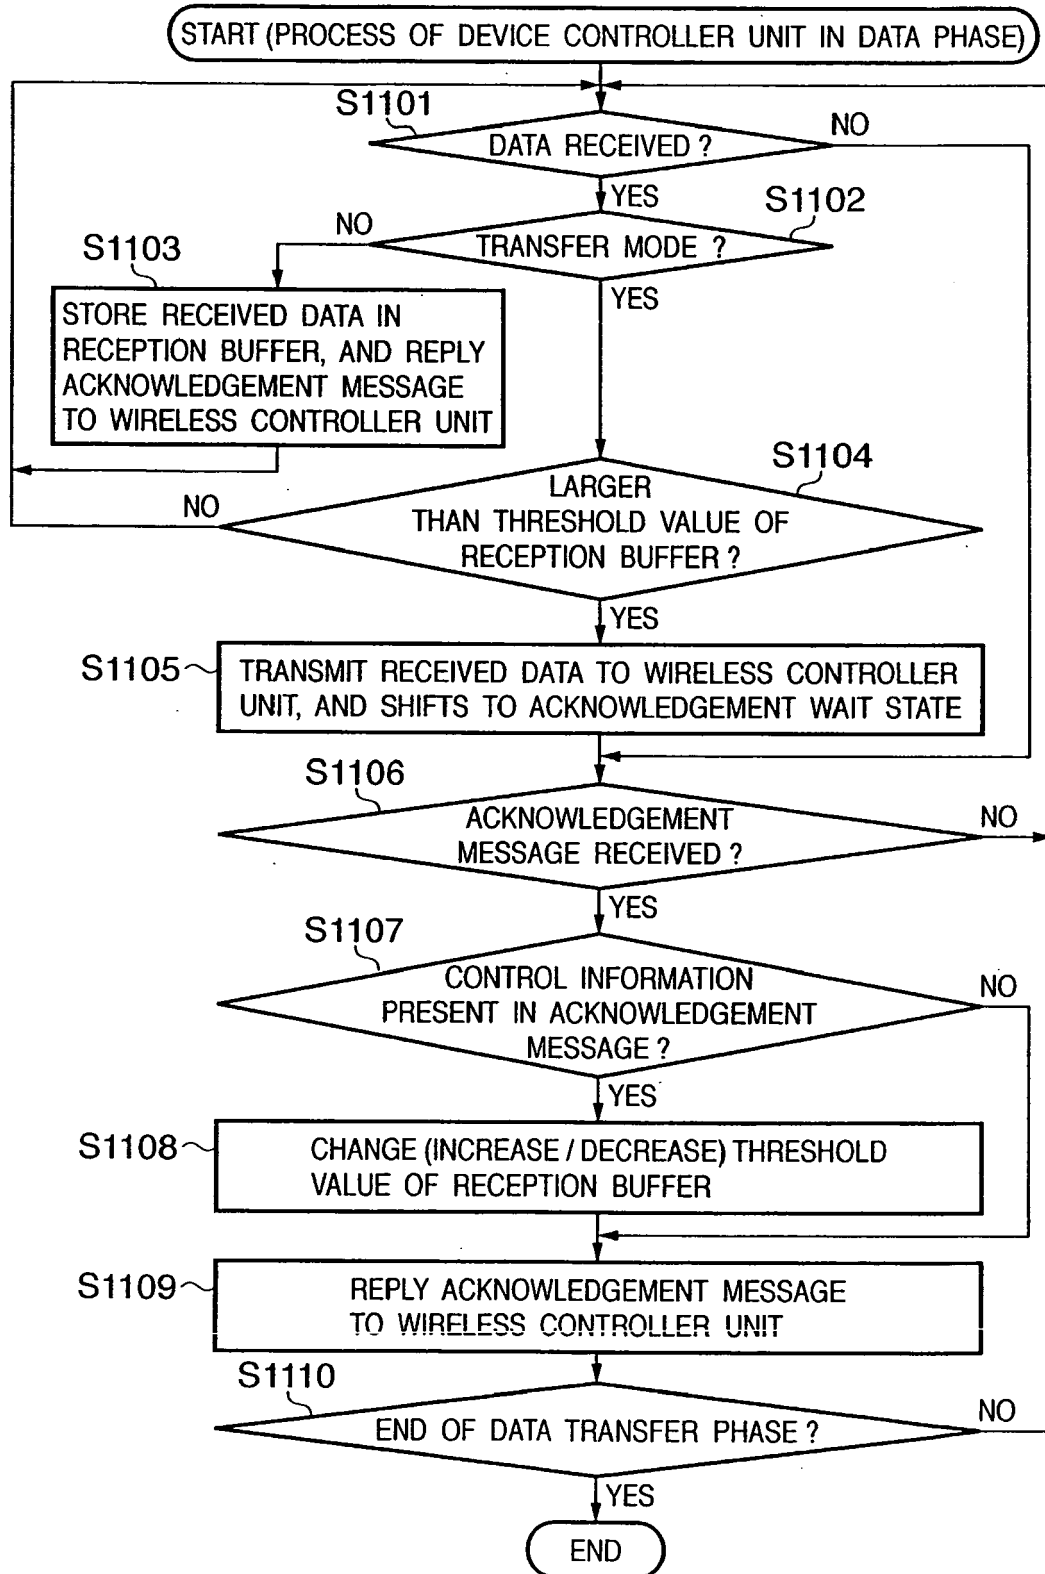 START (PROCESS OF DEVICE CONTROLLER UNIT IN DATA PHASE)
S1101
DATA RECEIVED ?
NO
YES
S1102
TRANSFER MODE ?
NO
YES
S1103
STORE RECEIVED DATA IN
RECEPTION BUFFER, AND REPLY
ACKNOWLEDGEMENT MESSAGE
TO WIRELESS CONTROLLER UNIT
S1104
LARGER
THAN THRESHOLD VALUE OF
RECEPTION BUFFER ?
NO
YES
S1105
TRANSMIT RECEIVED DATA TO WIRELESS CONTROLLER
UNIT, AND SHIFTS TO ACKNOWLEDGEMENT WAIT STATE
S1106
ACKNOWLEDGEMENT
MESSAGE RECEIVED ?
NO
YES
S1107
CONTROL INFORMATION
PRESENT IN ACKNOWLEDGEMENT
MESSAGE ?
NO
YES
S1108
CHANGE (INCREASE / DECREASE) THRESHOLD
VALUE OF RECEPTION BUFFER
S1109
REPLY ACKNOWLEDGEMENT MESSAGE
TO WIRELESS CONTROLLER UNIT
S1110
END OF DATA TRANSFER PHASE ?
NO
YES
END